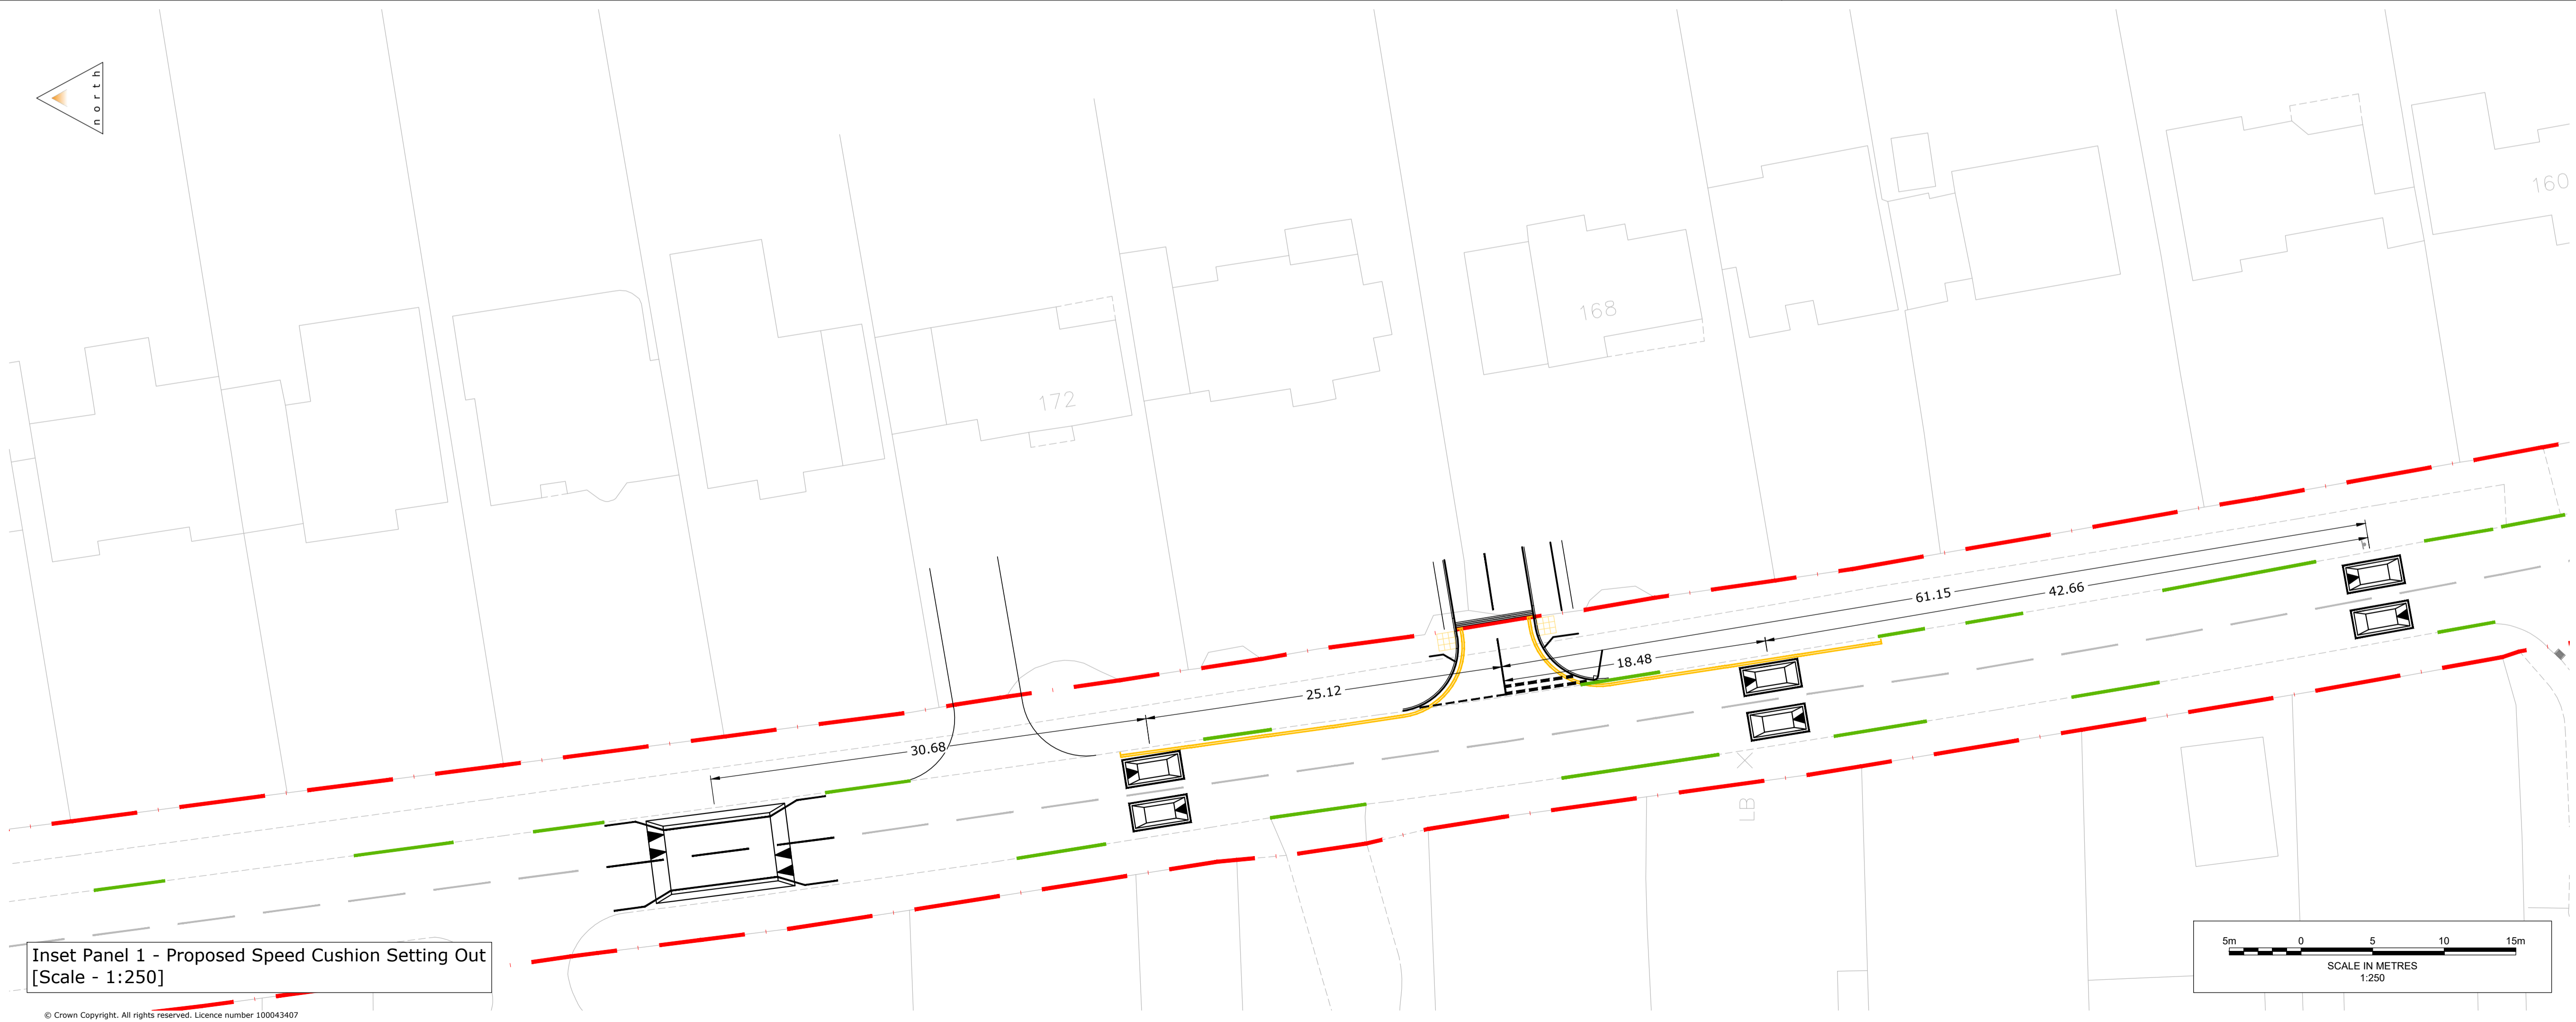 north
160
168
172
61.15
42.66
18.48
25.12
30.68
LB
X
Inset Panel 1 - Proposed Speed Cushion Setting Out
[Scale - 1:250]
5m 0 5 10 15m
SCALE IN METRES
1:250
© Crown Copyright. All rights reserved. Licence number 100043407